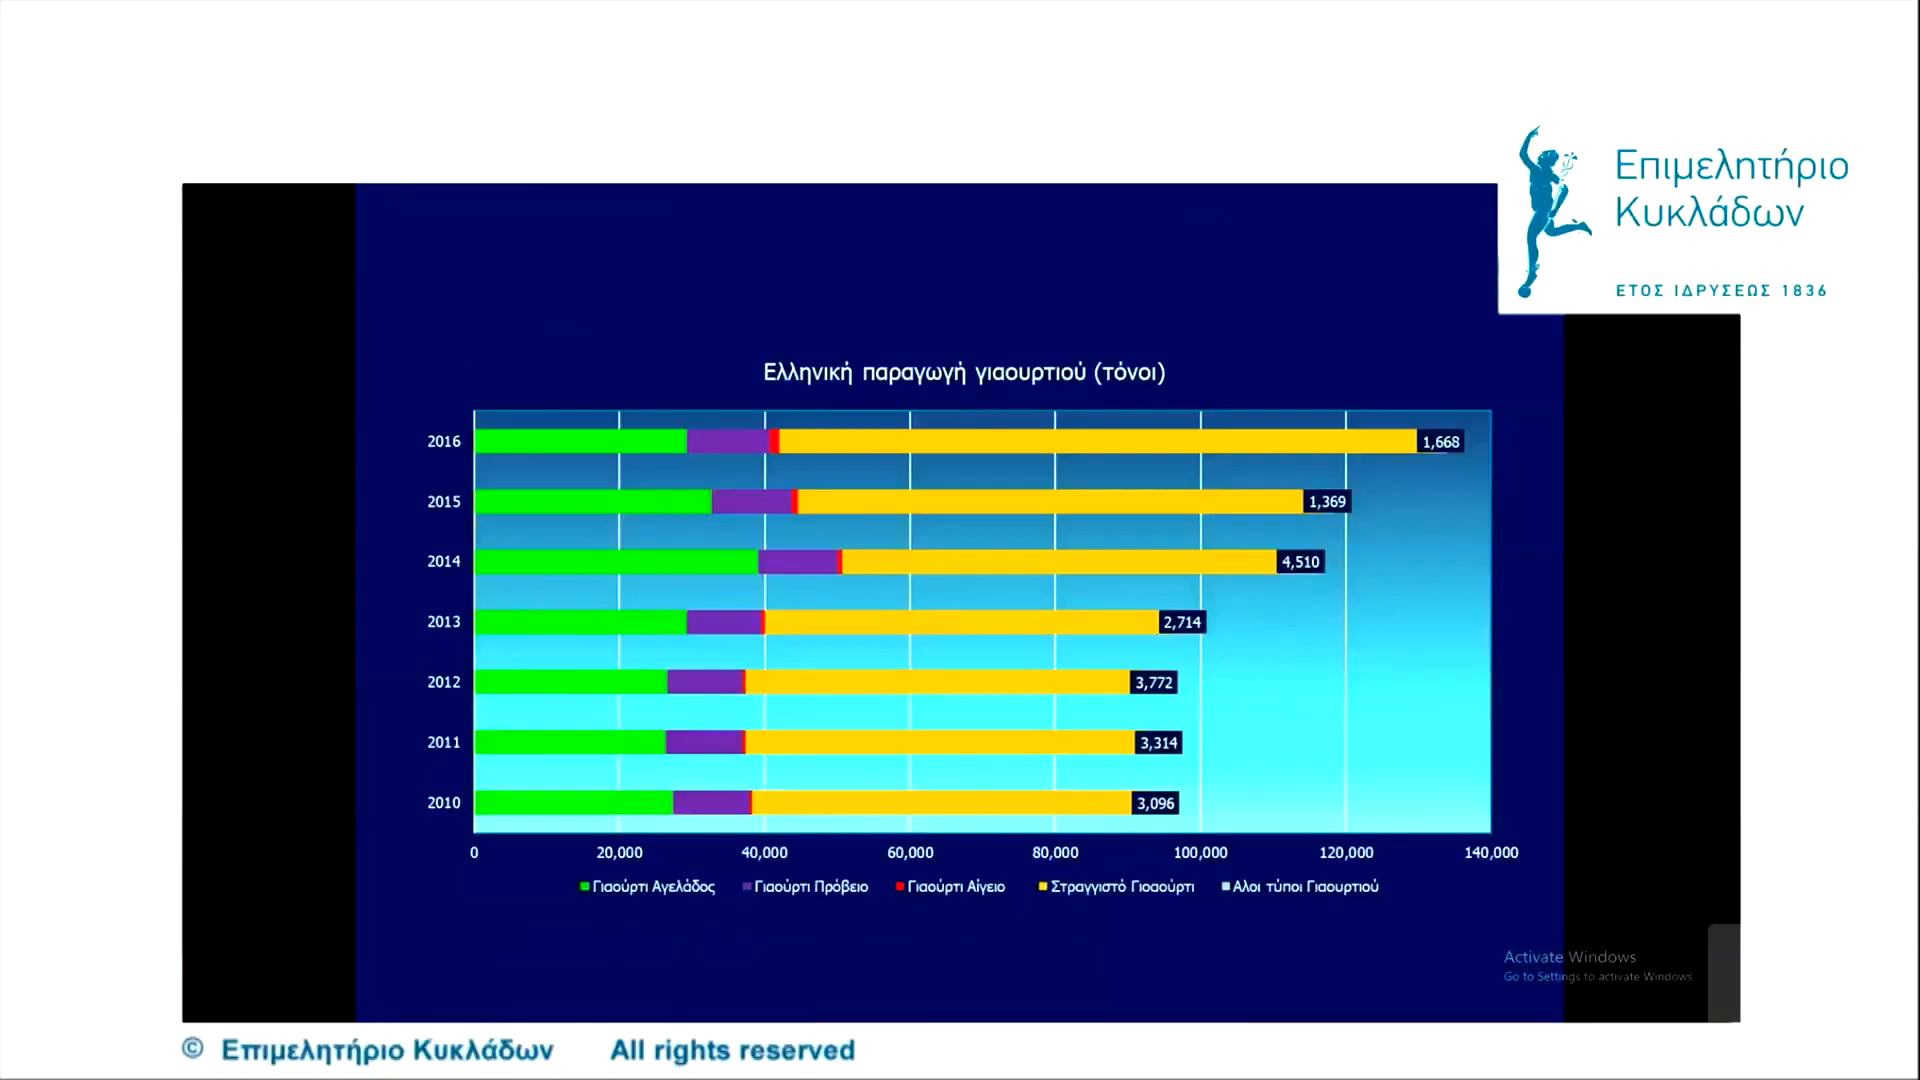 Επιμελητήριο
Κυκλάδων
ΕΤΟΣ ΙΔΡΥΣΕΩΣ 1836
Ελληνική παραγωγή γιαουρτιού (τόνοι)
2016 1,668
2015 1,369
2014 4,510
2013 2,714
2012 3,772
2011 3,314
2010 3,096
0 20,000 40,000 60,000 80,000 100,000 120,000 140,000
Γιαούρτι Αγελάδος Γιαούρτι Πρόβειο Γιαούρτι Αίγειο Στραγγιστό Γιοαούρτι Αλοι τύποι Γιαουρτιού
Activate Windows
Go to Settings to activate Windows
© Επιμελητήριο Κυκλάδων All rights reserved